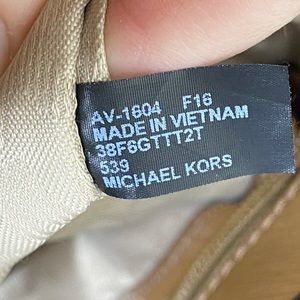 AV-1604 F16
MADE IN VIETNAM
38F6GTTT2T
539
MICHAEL KORS